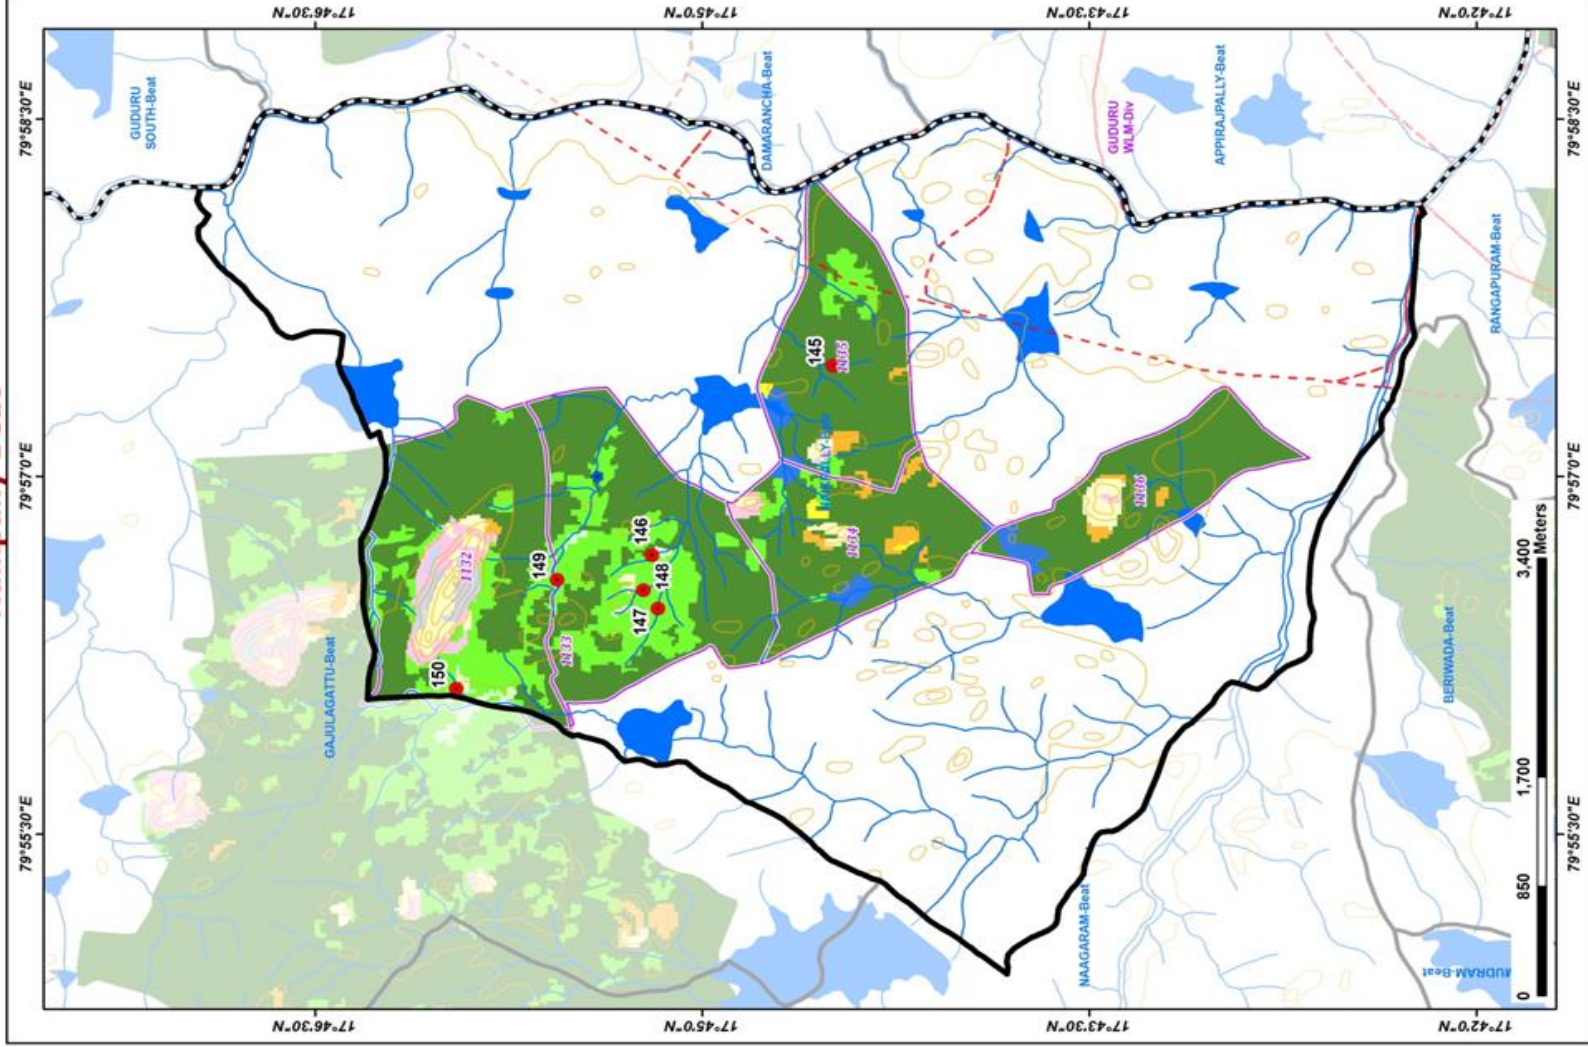 17°46'30"N
17°45'0"N
17°43'30"N
17°42'0"N
79°58'30"E
79°58'30"E
GUDURU
SOUTH-Beat
DAMARANCHA-Beat
GUDURU
WLM-Div
APPIRAJPALLY-Beat
RANGAPURAM-Beat
145
1135
79°57'0"E
79°57'0"E
1132
149
146
148
147
1133
1134
1136
150
GAJULAGATTU-Beat
BERIWADA-Beat
79°55'30"E
79°55'30"E
NAAGARAM-Beat
MUDRAM-Beat
0
850
1,700
3,400
Meters
17°46'30"N
17°45'0"N
17°43'30"N
17°42'0"N